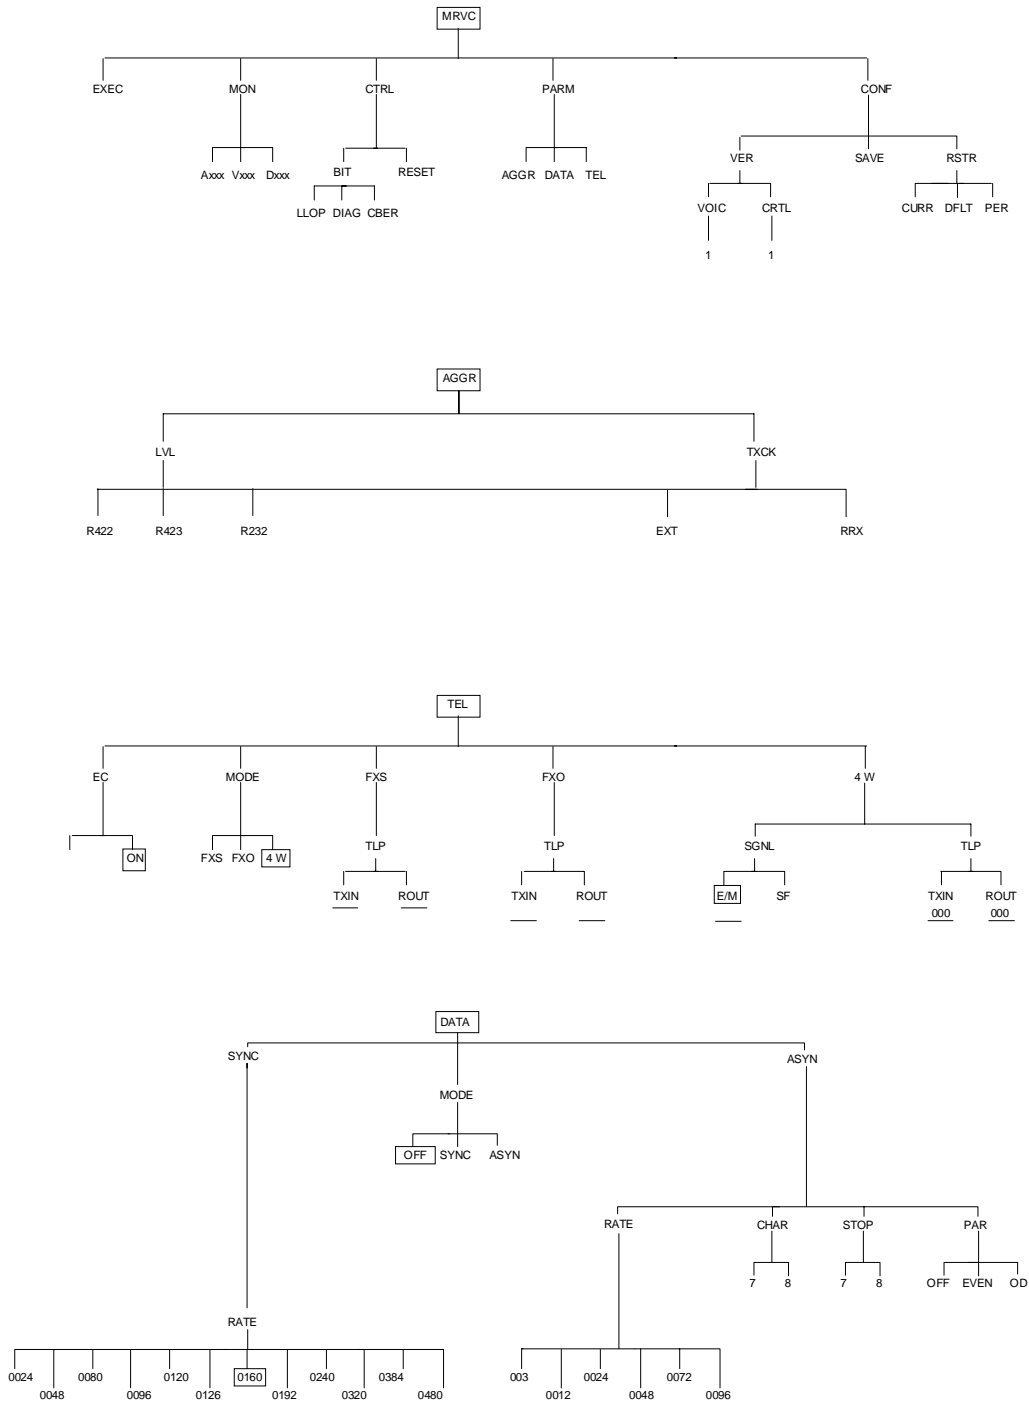 MRVC
EXEC MON CTRL PARM CONF
VER SAVE RSTR
Axxx Vxxx Dxxx BIT RESET AGGR DATA TEL
LLOP DIAG CBER VOIC CRTL CURR DFLT PER
1 1
AGGR
LVL TXCK
R422 R423 R232 EXT RRX
TEL
EC MODE FXS FXO 4 W
TLP TLP SGNL TLP
ON FXS FXO 4 W
TXIN ROUT TXIN ROUT E/M SF TXIN ROUT
000 000
DATA
SYNC ASYN
MODE
OFF SYNC ASYN
RATE CHAR STOP PAR
7 8 7 8 OFF EVEN OD
RATE
0024 0080 0120 0160 0240 0384 003 0024 0072
0048 0096 0126 0192 0320 0480 0012 0048 0096